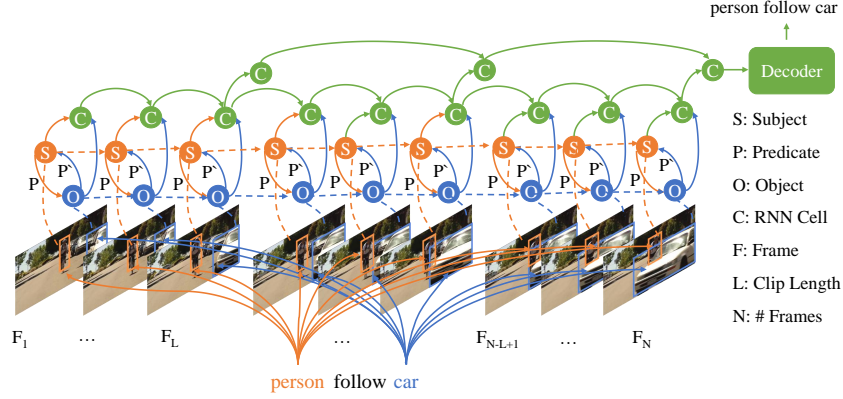 person follow car
C C C
Decoder
C C C C C C C C C
S S S S S S S S S
P P` P P` P P` P P` P P` P P` P P` P P` P P`
O O O O O O O O O
S: Subject
P: Predicate
O: Object
C: RNN Cell
F: Frame
L: Clip Length
N: # Frames
F1 ... FL ... FN-L+1 ... FN
person follow car